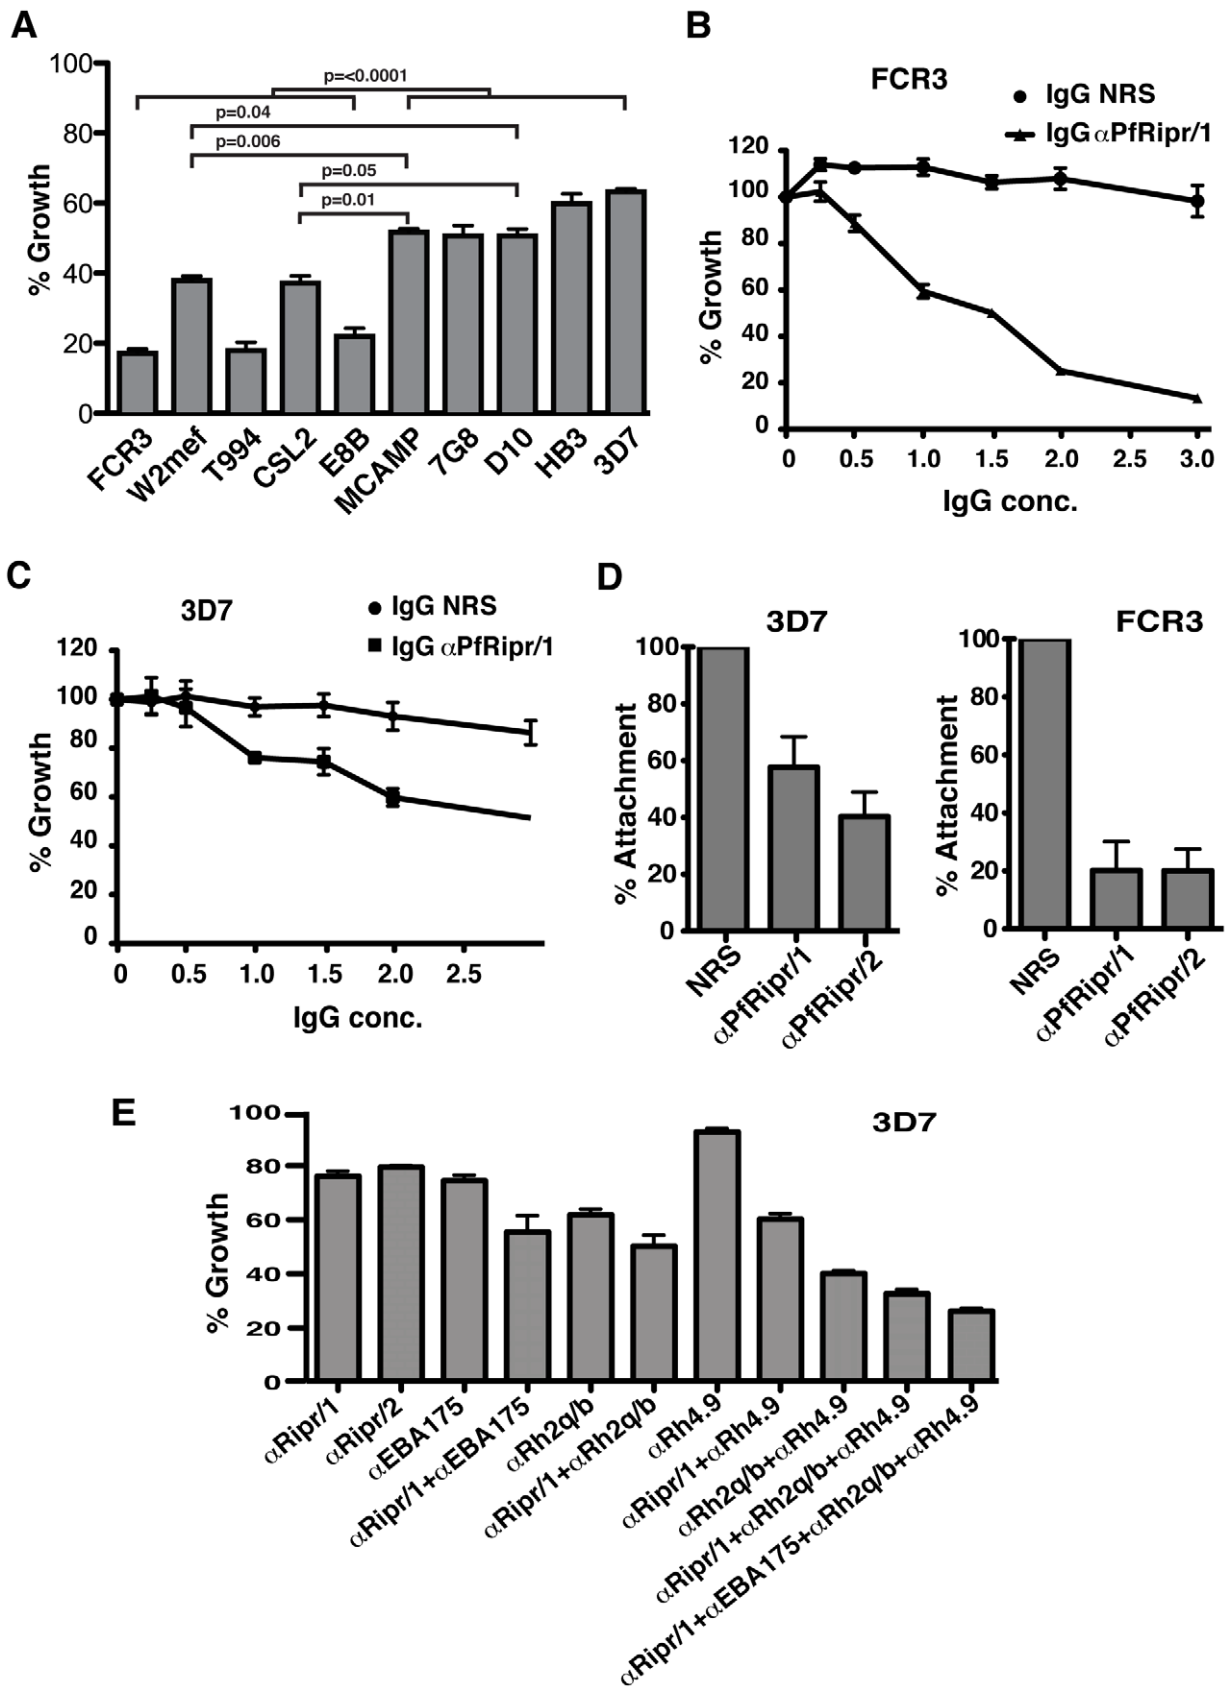 A
100
80
60
40
20
0
% Growth
p=<0.0001
p=0.04
p=0.006
p=0.05
p=0.01
FCR3
W2mef
T994
CSL2
E8B
MCAMP
7G8
D10
HB3
3D7
B
FCR3
IgG NRS
IgG αPfRipr/1
120
100
80
60
40
20
0
% Growth
0 0.5 1.0 1.5 2.0 2.5 3.0
IgG conc.
C
3D7
IgG NRS
IgG αPfRipr/1
120
100
80
60
40
20
0
% Growth
0 0.5 1.0 1.5 2.0 2.5
IgG conc.
D
3D7
100
80
60
40
20
0
% Attachment
NRS
αPfRipr/1
αPfRipr/2
FCR3
100
80
60
40
20
0
% Attachment
NRS
αPfRipr/1
αPfRipr/2
E
3D7
100
80
60
40
20
0
% Growth
αRipr/1
αRipr/2
αEBA175
αRipr/1+αEBA175
αRh2q/b
αRipr/1+αRh2q/b
αRh4.9
αRipr/1+αRh4.9
αRh2q/b+αRh4.9
αRipr/1+αRh2q/b+αRh4.9
αRipr/1+αEBA175+αRh2q/b+αRh4.9